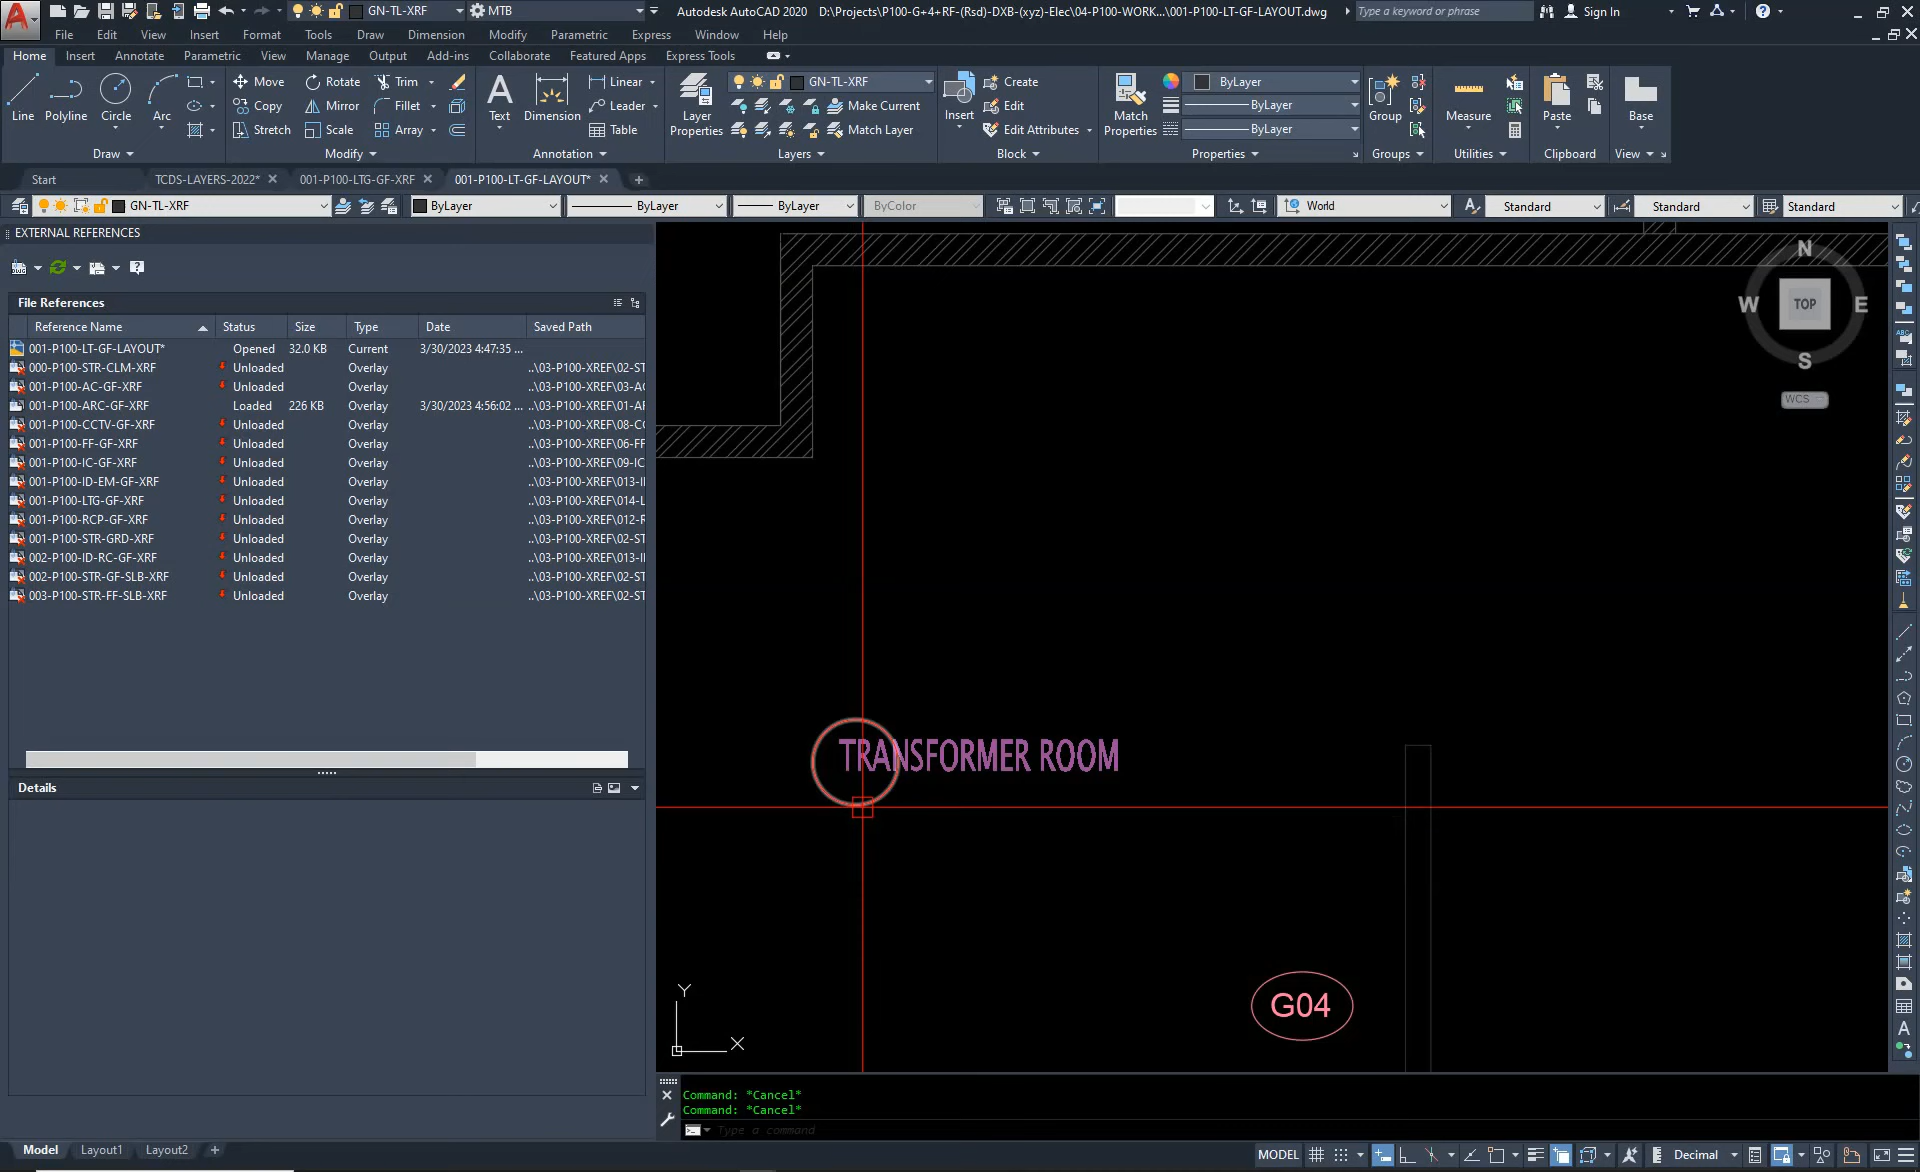 GN-TL-XRF
MTB
Autodesk AutoCAD 2020 D:\Projects\P100-G+4+RF-(Rsd)-DXB-(xyz)-Elec\04-P100-WORK...\001-P100-LT-GF-LAYOUT.dwg
Type a keyword or phrase
Sign In
File Edit View Insert Format Tools Draw Dimension Modify Parametric Express Window Help
Home Insert Annotate Parametric View Manage Output Add-ins Collaborate Featured Apps Express Tools
Line Polyline Circle Arc
Move Rotate Trim
Copy Mirror Fillet
Stretch Scale Array
Text Dimension
Linear
Leader
Table
Layer Properties
GN-TL-XRF
Make Current
Match Layer
Insert
Create
Edit
Edit Attributes
Match Properties
ByLayer
ByLayer
ByLayer
Group
Measure
Paste
Base
Draw Modify Annotation Layers Block Properties Groups Utilities Clipboard View
Start TCDS-LAYERS-2022* 001-P100-LTG-GF-XRF 001-P100-LT-GF-LAYOUT*
GN-TL-XRF ByLayer ByLayer ByLayer ByColor World Standard Standard Standard
EXTERNAL REFERENCES
File References
Reference Name Status Size Type Date Saved Path
001-P100-LT-GF-LAYOUT* Opened 32.0 KB Current 3/30/2023 4:47:35 ...
000-P100-STR-CLM-XRF Unloaded Overlay ..\03-P100-XREF\02-ST
001-P100-AC-GF-XRF Unloaded Overlay ..\03-P100-XREF\03-AC
001-P100-ARC-GF-XRF Loaded 226 KB Overlay 3/30/2023 4:56:02 ... ..\03-P100-XREF\01-AF
001-P100-CCTV-GF-XRF Unloaded Overlay ..\03-P100-XREF\08-CC
001-P100-FF-GF-XRF Unloaded Overlay ..\03-P100-XREF\06-FF
001-P100-IC-GF-XRF Unloaded Overlay ..\03-P100-XREF\09-IC
001-P100-ID-EM-GF-XRF Unloaded Overlay ..\03-P100-XREF\013-II
001-P100-LTG-GF-XRF Unloaded Overlay ..\03-P100-XREF\014-L
001-P100-RCP-GF-XRF Unloaded Overlay ..\03-P100-XREF\012-R
001-P100-STR-GRD-XRF Unloaded Overlay ..\03-P100-XREF\02-ST
002-P100-ID-RC-GF-XRF Unloaded Overlay ..\03-P100-XREF\013-II
002-P100-STR-GF-SLB-XRF Unloaded Overlay ..\03-P100-XREF\02-ST
003-P100-STR-FF-SLB-XRF Unloaded Overlay ..\03-P100-XREF\02-ST
Details
N
W TOP E
S
WCS
TRANSFORMER ROOM
G04
Y
X
Command: *Cancel*
Command: *Cancel*
Type a command
Model Layout1 Layout2
MODEL
Decimal